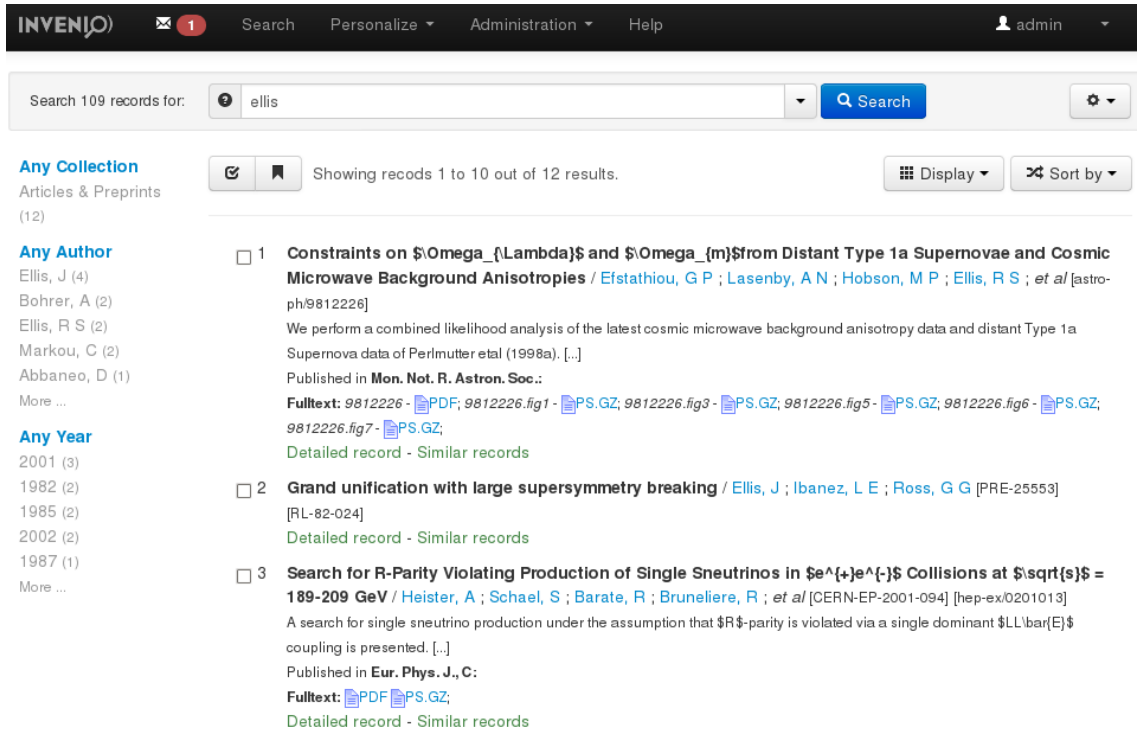 INVENIO 1 Search Personalize Administration Help admin
Search 109 records for: ellis Search
Any Collection
Articles & Preprints
(12)
Any Author
Ellis, J (4)
Bohrer, A (2)
Ellis, R S (2)
Markou, C (2)
Abbaneo, D (1)
More ...
Any Year
2001 (3)
1982 (2)
1985 (2)
2002 (2)
1987 (1)
More ...
Showing recods 1 to 10 out of 12 results. Display Sort by
1 Constraints on $\Omega_{\Lambda}$ and $\Omega_{m}$from Distant Type 1a Supernovae and Cosmic
Microwave Background Anisotropies / Efstathiou, G P ; Lasenby, A N ; Hobson, M P ; Ellis, R S ; et al [astro-
ph/9812226]
We perform a combined likelihood analysis of the latest cosmic microwave background anisotropy data and distant Type 1a
Supernova data of Perlmutter etal (1998a). [...]
Published in Mon. Not. R. Astron. Soc.:
Fulltext: 9812226 - PDF; 9812226.fig1 - PS.GZ; 9812226.fig3 - PS.GZ; 9812226.fig5 - PS.GZ; 9812226.fig6 - PS.GZ;
9812226.fig7 - PS.GZ;
Detailed record - Similar records
2 Grand unification with large supersymmetry breaking / Ellis, J ; Ibanez, L E ; Ross, G G [PRE-25553]
[RL-82-024]
Detailed record - Similar records
3 Search for R-Parity Violating Production of Single Sneutrinos in $e^{+}e^{-}$ Collisions at $\sqrt{s}$ =
189-209 GeV / Heister, A ; Schael, S ; Barate, R ; Bruneliere, R ; et al [CERN-EP-2001-094] [hep-ex/0201013]
A search for single sneutrino production under the assumption that $R$-parity is violated via a single dominant $LL\bar{E}$
coupling is presented. [...]
Published in Eur. Phys. J., C:
Fulltext: PDF PS.GZ;
Detailed record - Similar records